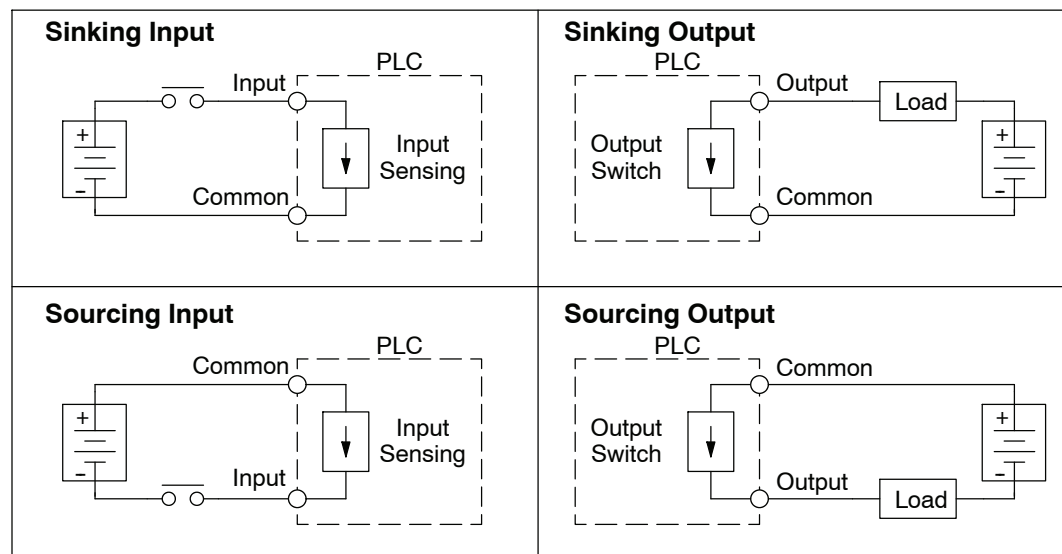 Sinking Input
PLC
Input
+
Input
Sensing
–
Common
Sinking Output
PLC
Output
Load
+
Output
Switch
–
Common
Sourcing Input
PLC
Common
+
Input
Sensing
–
Input
Sourcing Output
PLC
Common
+
Output
Switch
–
Output
Load